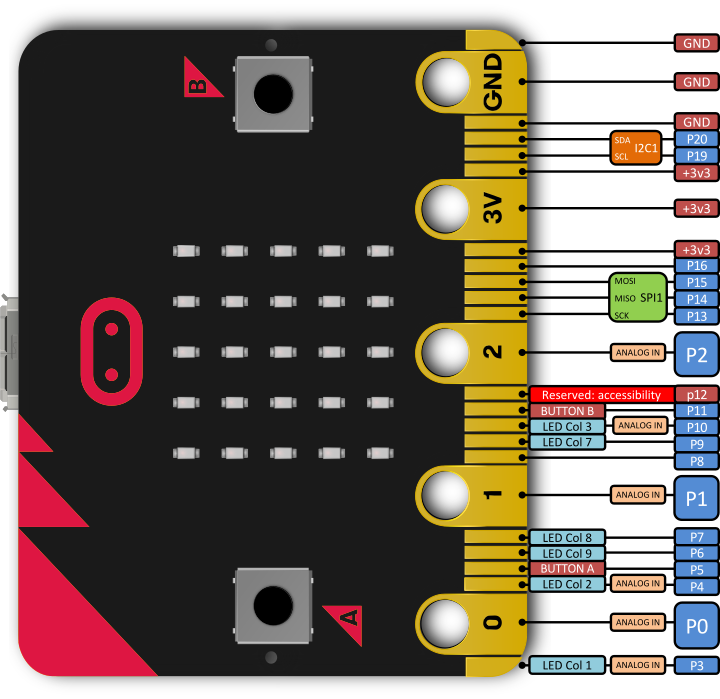 GND
B
GND
GND
GND
SDA
I2C1
P20
SCL
P19
+3v3
3V
+3v3
+3v3
P16
MOSI
P15
MISO
SPI1
P14
SCK
P13
2
ANALOG IN
P2
Reserved: accessibility
p12
BUTTON B
P11
LED Col 3
ANALOG IN
P10
LED Col 7
P9
P8
1
ANALOG IN
P1
LED Col 8
P7
LED Col 9
P6
BUTTON A
P5
LED Col 2
ANALOG IN
P4
A
0
ANALOG IN
P0
LED Col 1
ANALOG IN
P3